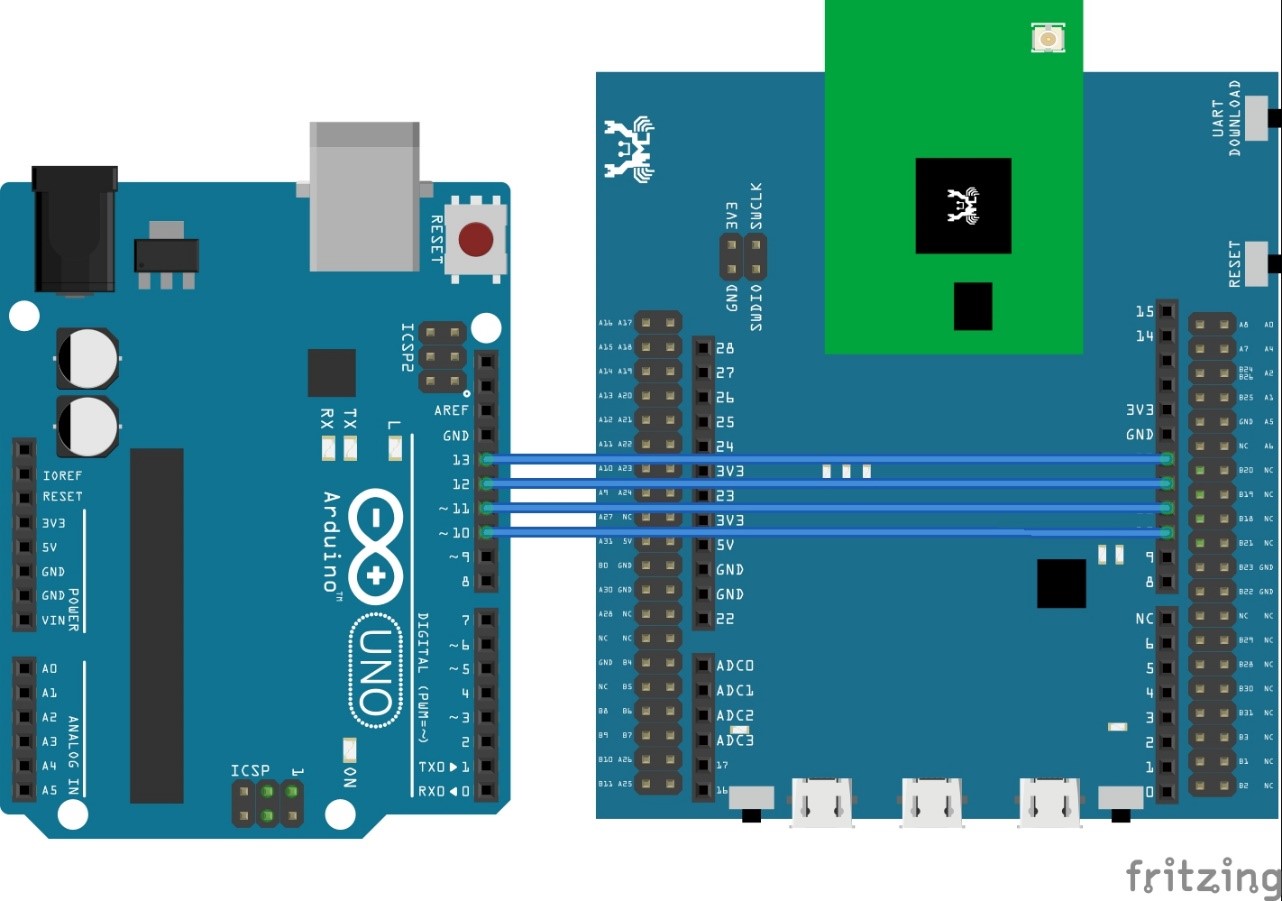 RESET
ICSP2
AREF
GND
RX
TX
L
13
12
~11
~10
~9
8
IOREF
RESET
3V3
5V
GND
GND
VIN
POWER
Arduino™
UNO
DIGITAL (PWM=~)
7
~6
~5
4
~3
2
TX0 1
RX0 0
A0
A1
A2
A3
A4
A5
ANALOG IN
ICSP
1
ON
3V3
SWCLK
GND
SWDIO
UART
DOWNLOAD
RESET
A16 A17
A15 A18
A14 A19
A13 A20
A12 A21
A11 A22
A10 A23
A9 A24
A27 NC
A31 5V
B0 GND
A30 GND
A28 NC
NC NC
GND B4
NC B5
B8 B6
B9 B7
B10 A26
B11 A25
28
27
26
25
24
3V3
23
3V3
5V
GND
GND
22
ADC0
ADC1
ADC2
ADC3
17
16
15
14
3V3
GND
9
8
NC
6
5
4
3
2
1
0
A8 A0
A7 A4
B24
B26 A2
B25 A1
GND A5
NC A6
B20 NC
B19 NC
B18 NC
B21 NC
B23 GND
B22 GND
NC NC
B29 NC
B28 NC
B30 NC
B31 NC
B3 NC
B1 NC
B2 NC
fritzing